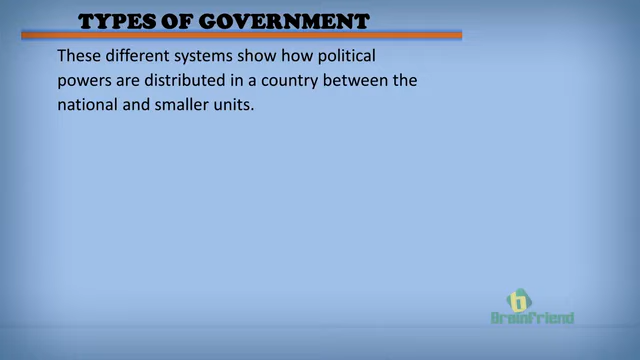 TYPES OF GOVERNMENT
These different systems show how political
powers are distributed in a country between the
national and smaller units.
b
Brainfriend